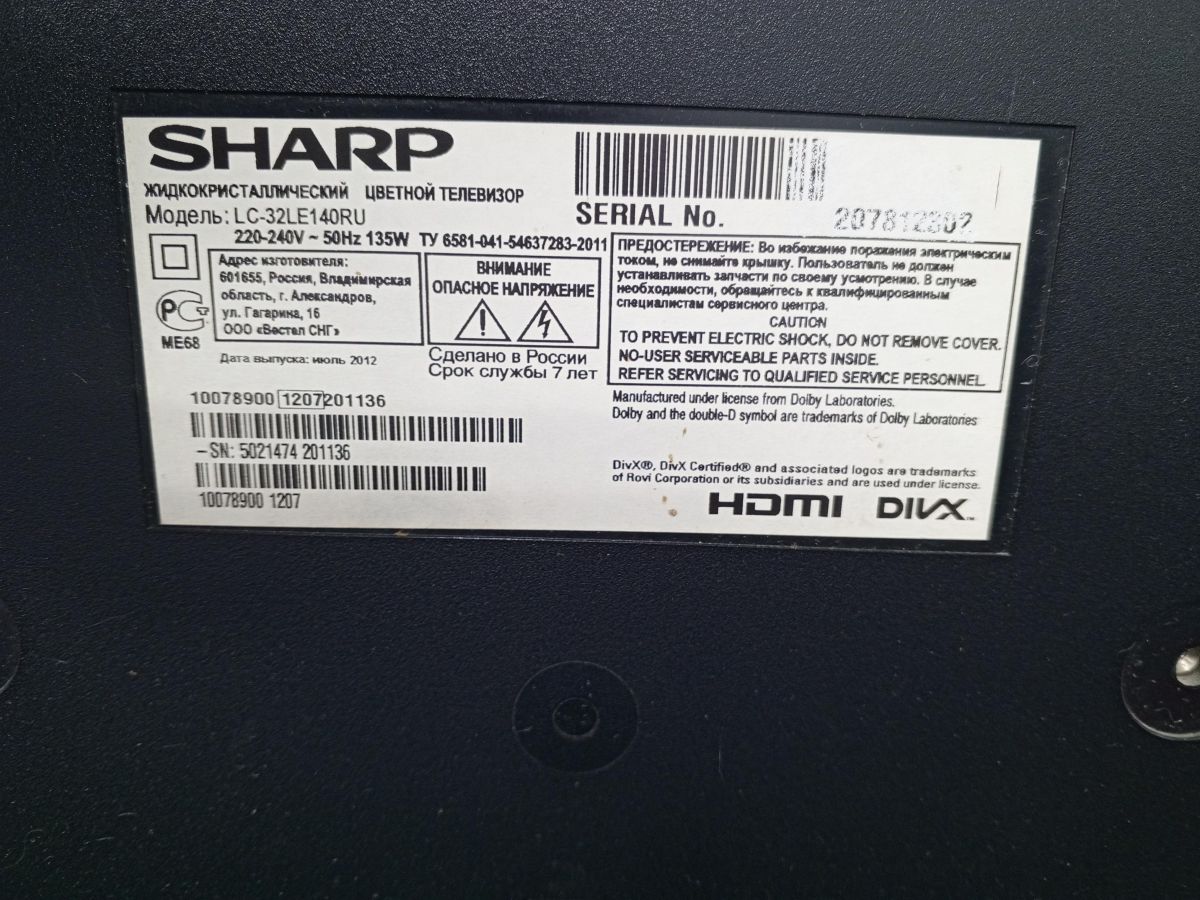 SHARP
ЖИДКОКРИСТАЛЛИЧЕСКИЙ ЦВЕТНОЙ ТЕЛЕВИЗОР
Модель: LC-32LE140RU
220-240V ~ 50Hz 135W ТУ 6581-041-54637283-2011
SERIAL No. 207812302
Адрес изготовителя:
601655, Россия, Владимирская
область, г. Александров,
ул. Гагарина, 16
ООО «Вестел СНГ»
РСТ
ME68
ВНИМАНИЕ
ОПАСНОЕ НАПРЯЖЕНИЕ
Дата выпуска: июль 2012
Сделано в России
Срок службы 7 лет
ПРЕДОСТЕРЕЖЕНИЕ: Во избежание поражения электрическим
током, не снимайте крышку. Пользователь не должен
устанавливать запчасти по своему усмотрению. В случае
необходимости, обращайтесь к квалифицированным
специалистам сервисного центра.
CAUTION
TO PREVENT ELECTRIC SHOCK, DO NOT REMOVE COVER.
NO-USER SERVICEABLE PARTS INSIDE.
REFER SERVICING TO QUALIFIED SERVICE PERSONNEL.
10078900 1207 201136
–SN: 5021474 201136
10078900 1207
Manufactured under license from Dolby Laboratories.
Dolby and the double-D symbol are trademarks of Dolby Laboratories
DivX®, DivX Certified® and associated logos are trademarks
of Rovi Corporation or its subsidiaries and are used under license.
HDMI DIVX™